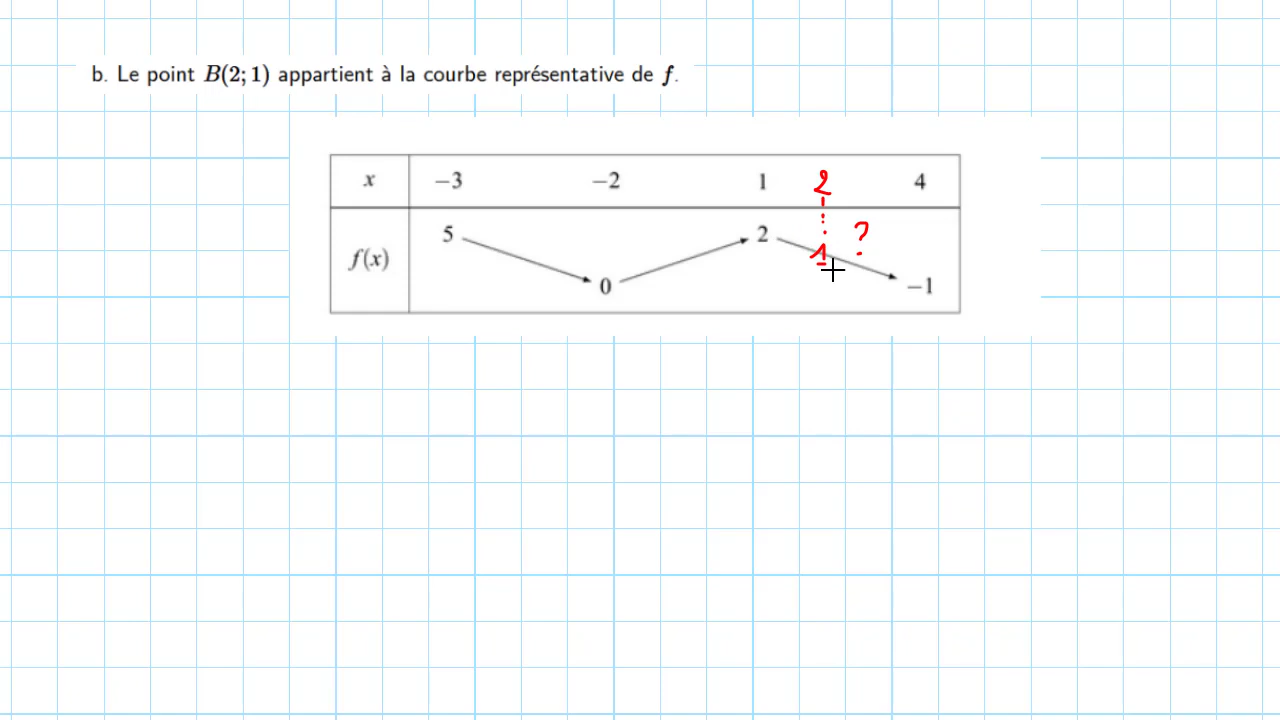 b. Le point B(2; 1) appartient à la courbe représentative de f.
x −3 −2 1 2 4
5 2 ?
f(x) 1
0 −1